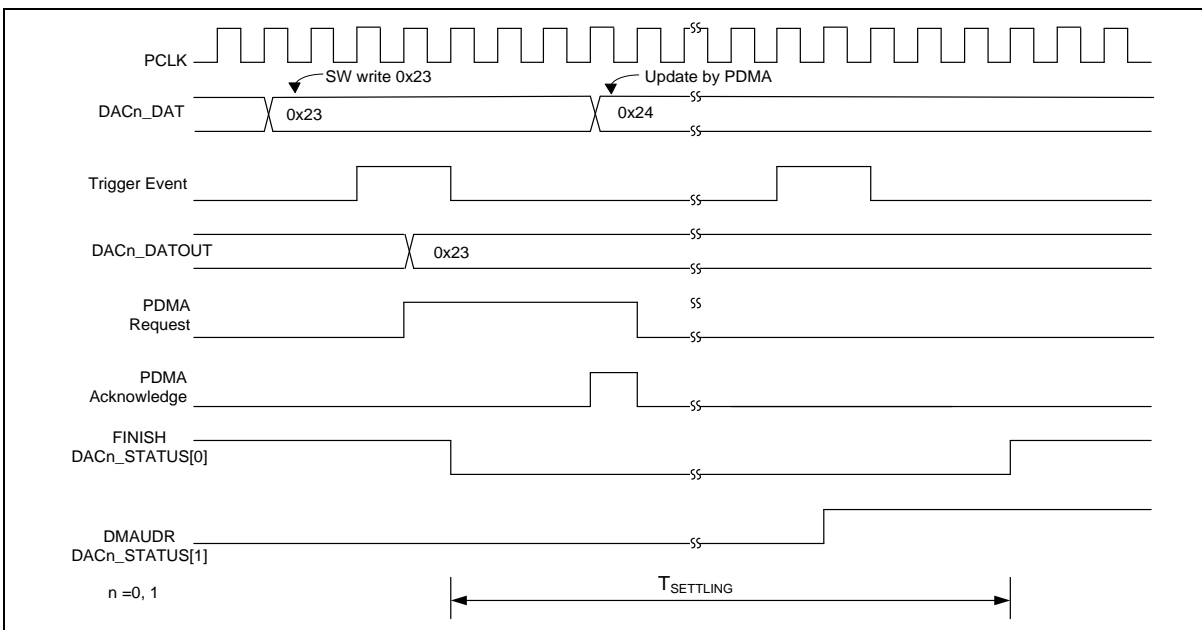 PCLK
SW write 0x23
Update by PDMA
DACn_DAT
0x23
0x24
Trigger Event
DACn_DATOUT
0x23
PDMA
Request
PDMA
Acknowledge
FINISH
DACn_STATUS[0]
DMAUDR
DACn_STATUS[1]
n =0, 1
TSETTLING